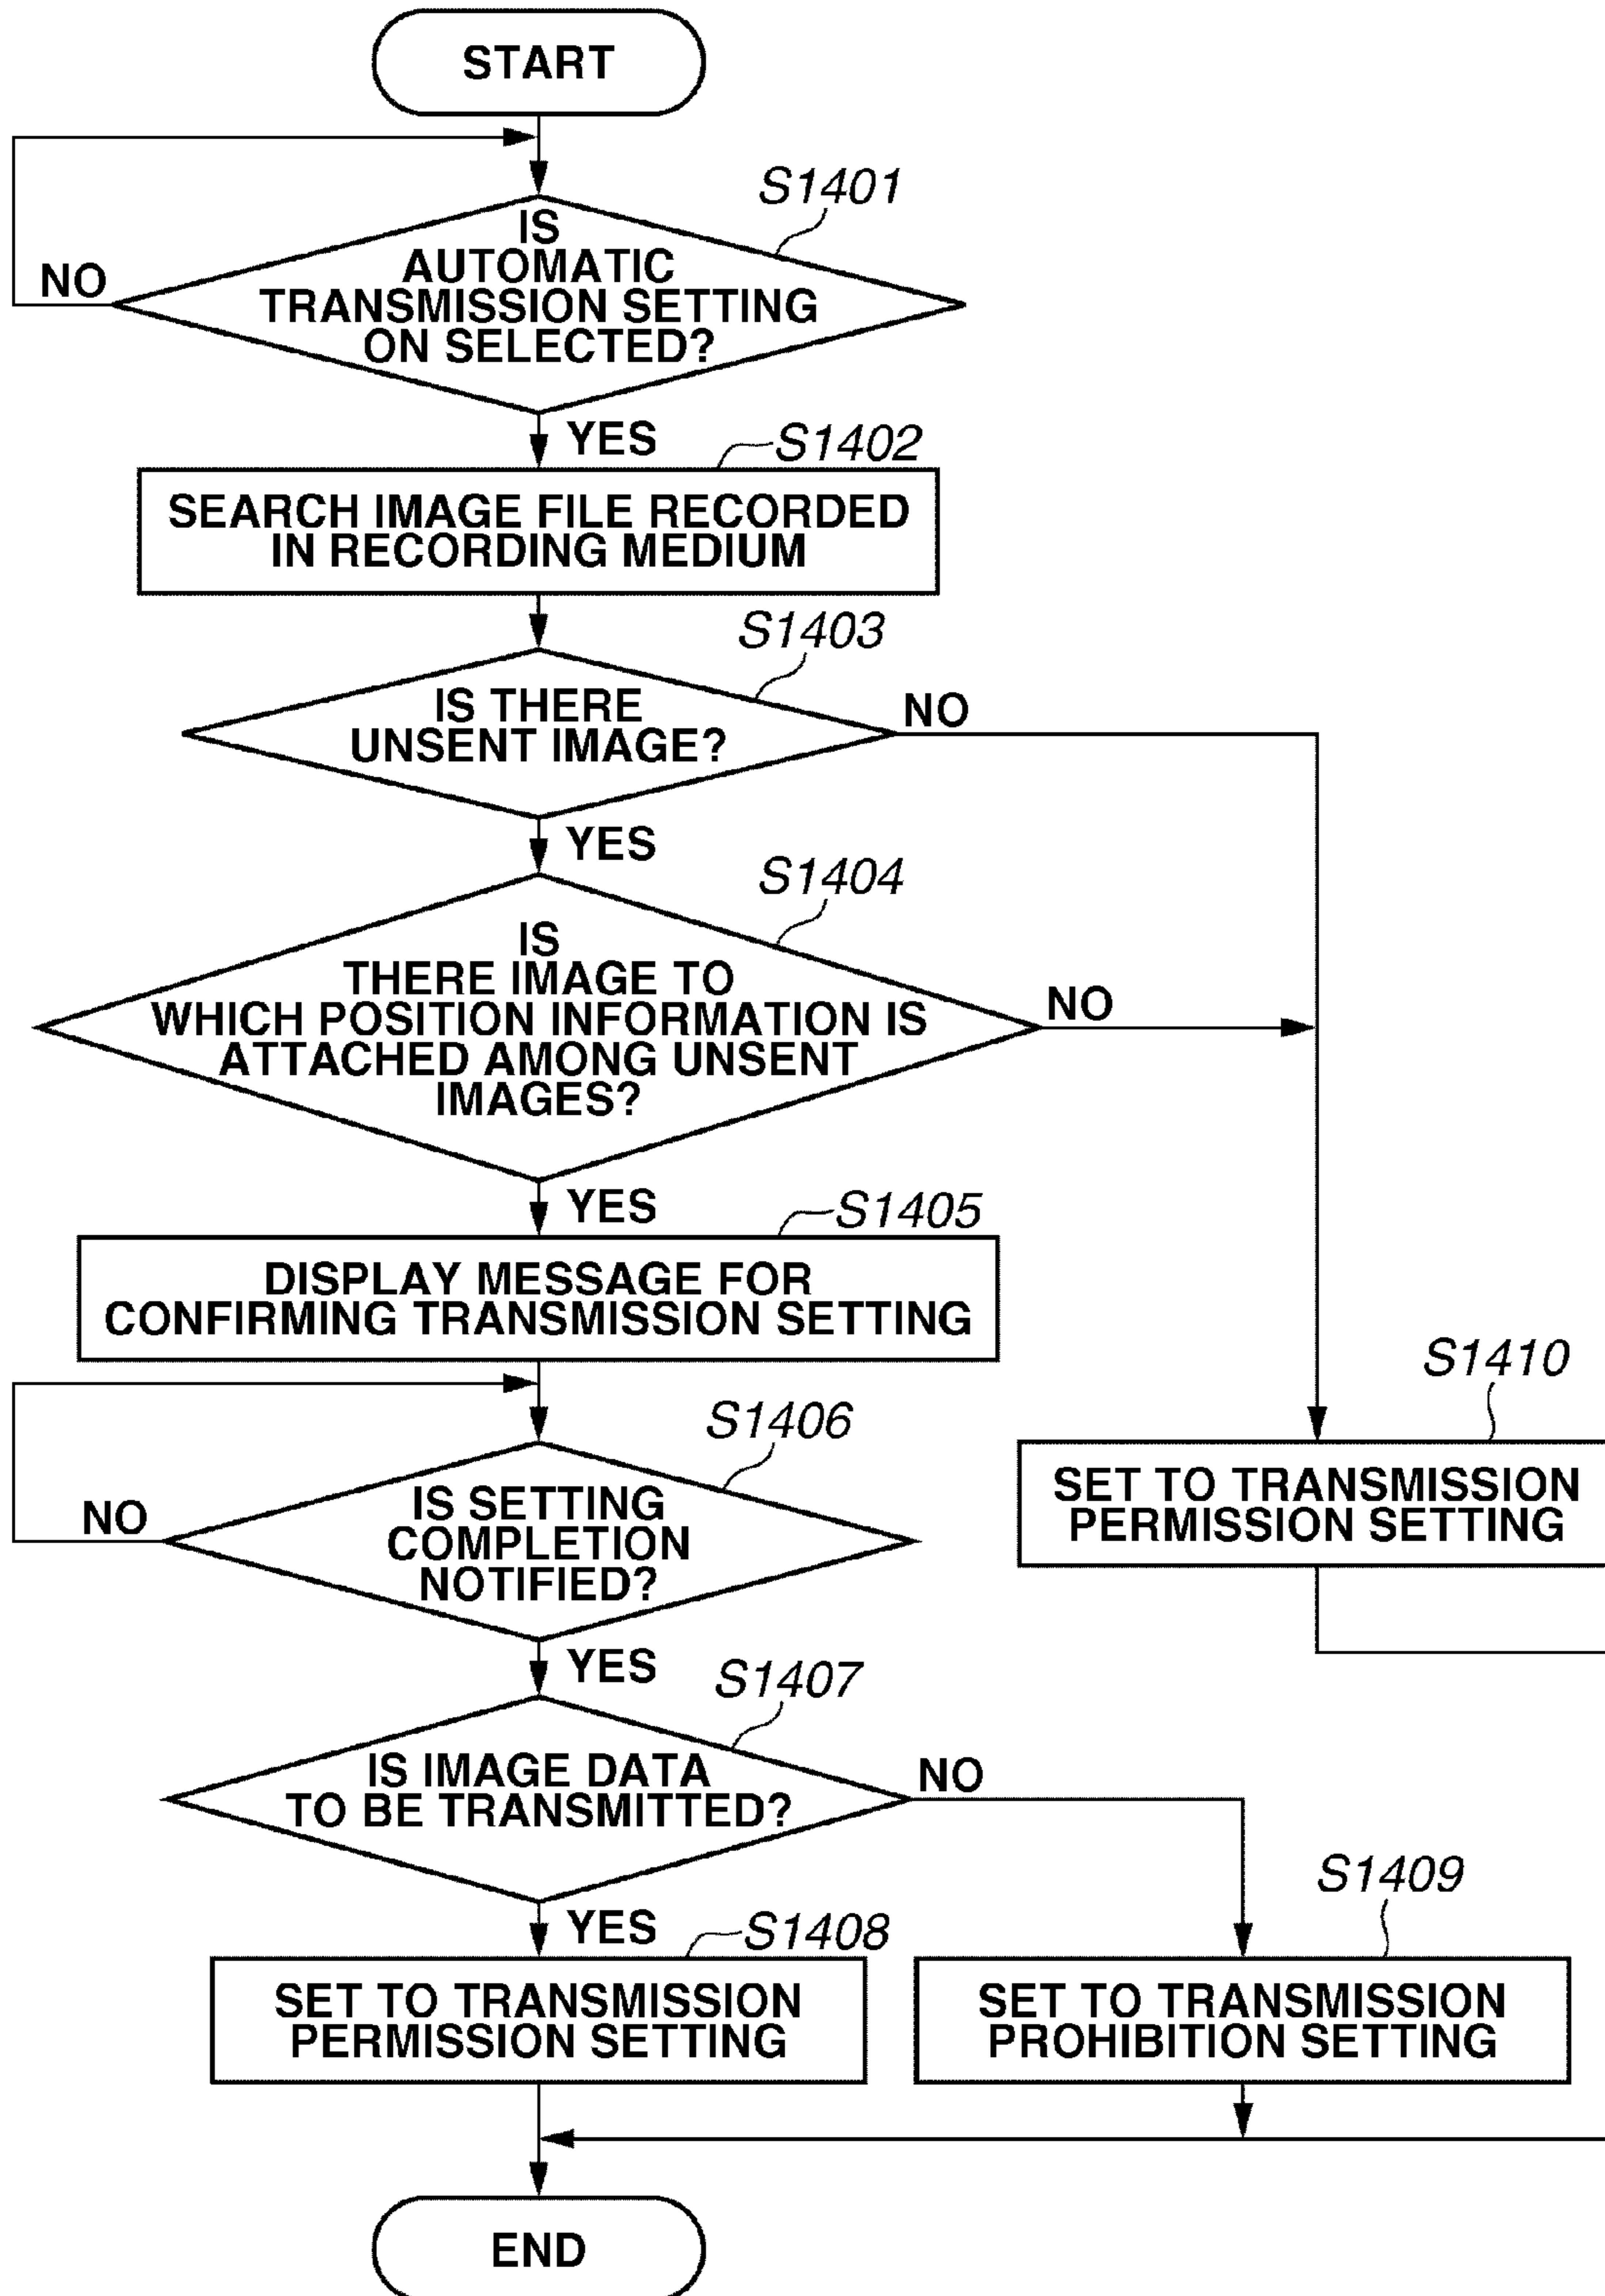 START
S1401
IS
AUTOMATIC
TRANSMISSION SETTING
ON SELECTED?
NO
YES
S1402
SEARCH IMAGE FILE RECORDED
IN RECORDING MEDIUM
S1403
IS THERE
UNSENT IMAGE?
NO
YES
S1404
IS
THERE IMAGE TO
WHICH POSITION INFORMATION IS
ATTACHED AMONG UNSENT
IMAGES?
NO
YES
S1405
DISPLAY MESSAGE FOR
CONFIRMING TRANSMISSION SETTING
S1406
IS SETTING
COMPLETION
NOTIFIED?
NO
YES
S1410
SET TO TRANSMISSION
PERMISSION SETTING
S1407
IS IMAGE DATA
TO BE TRANSMITTED?
NO
YES
S1408
SET TO TRANSMISSION
PERMISSION SETTING
S1409
SET TO TRANSMISSION
PROHIBITION SETTING
END